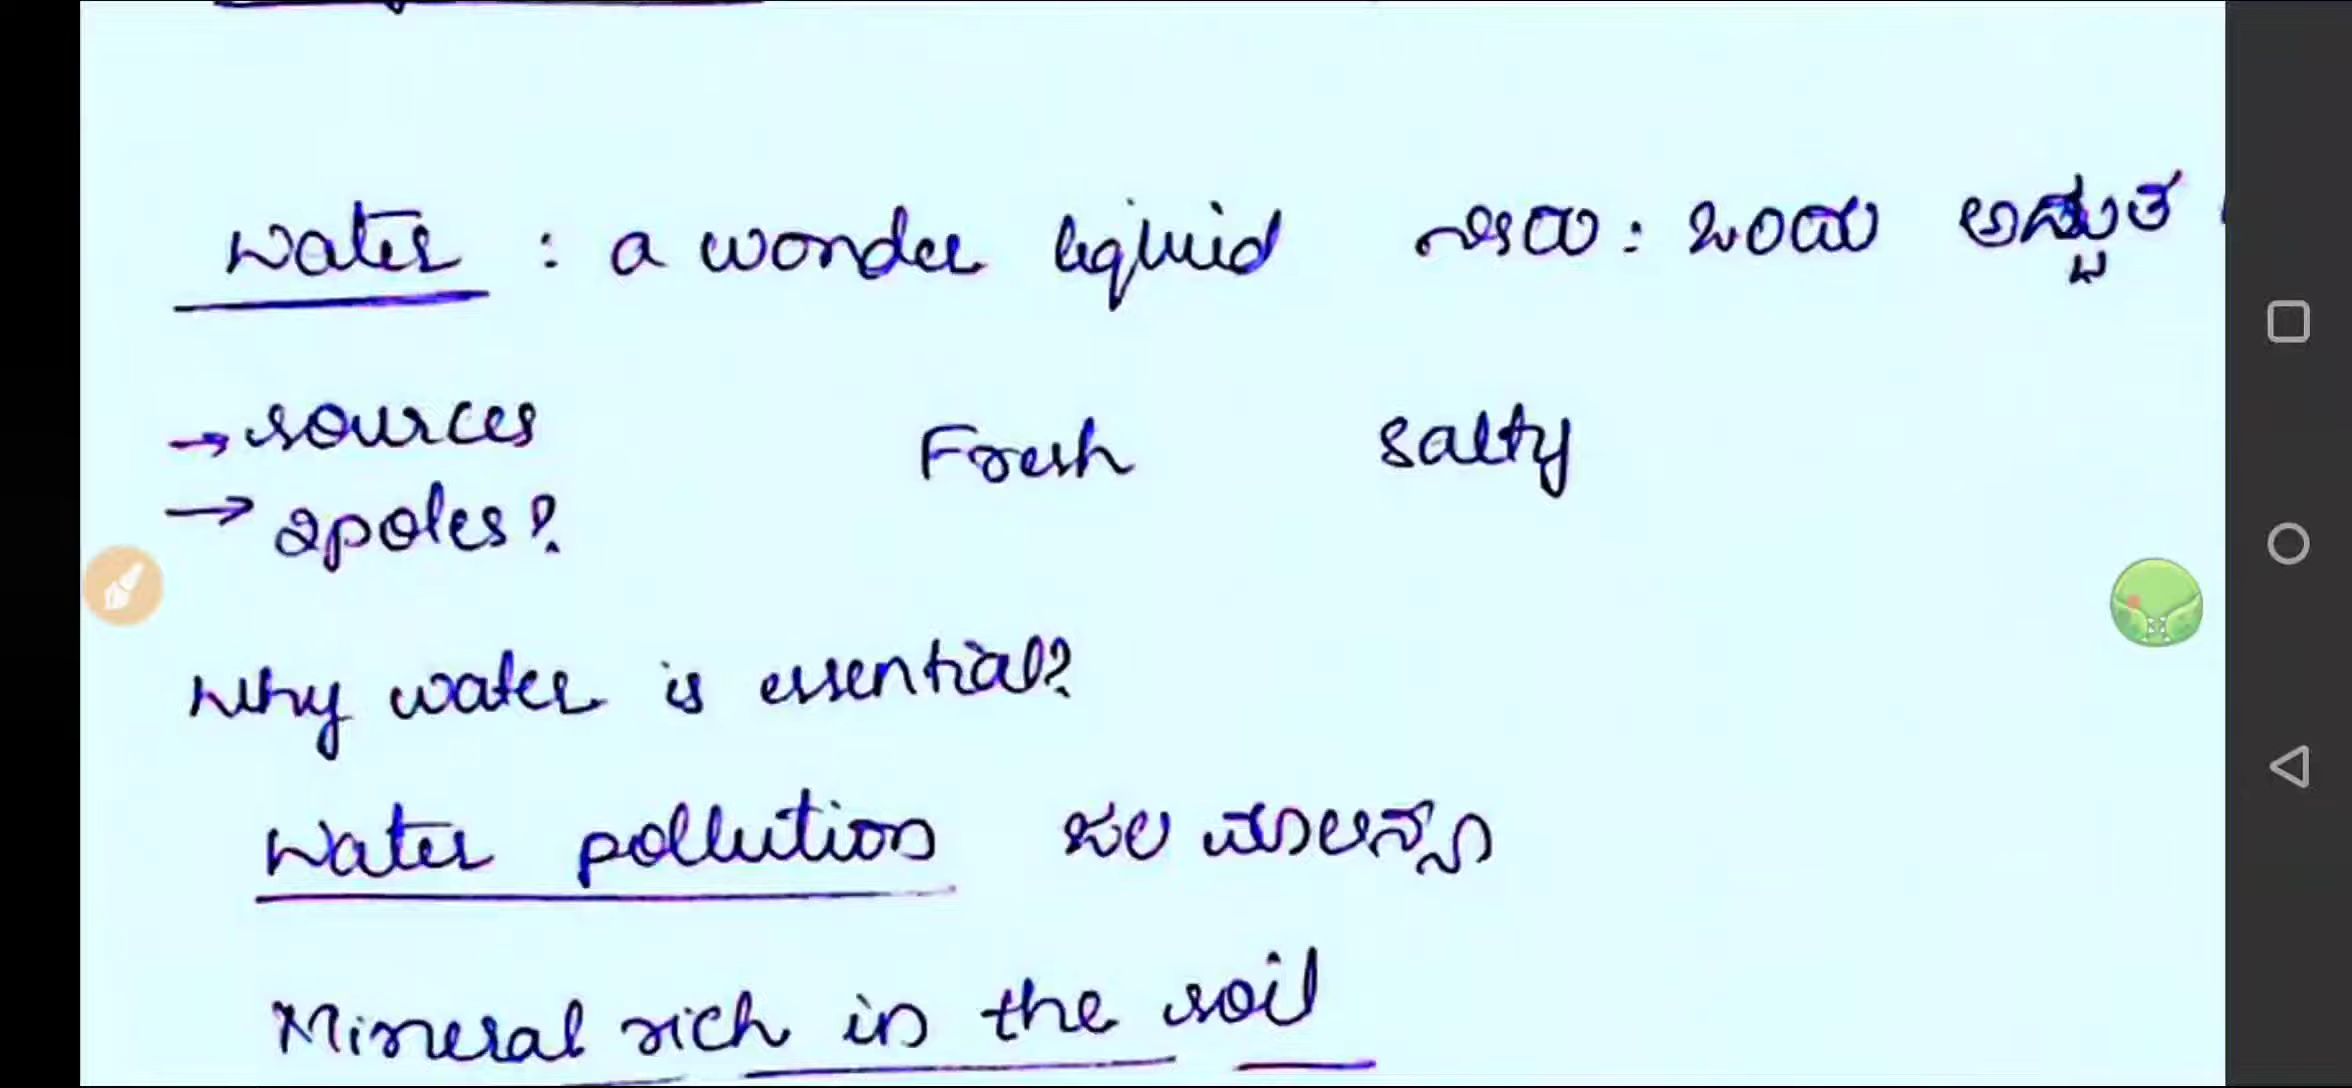 Water : a wonder liquid ನೀರು : ಒಂದು ಅದ್ಭುತ
→ sources Fresh salty
→ 2poles?
Why water is essential?
Water pollution ಜಲ ಮಾಲಿನ್ಯ
Mineral rich in the soil